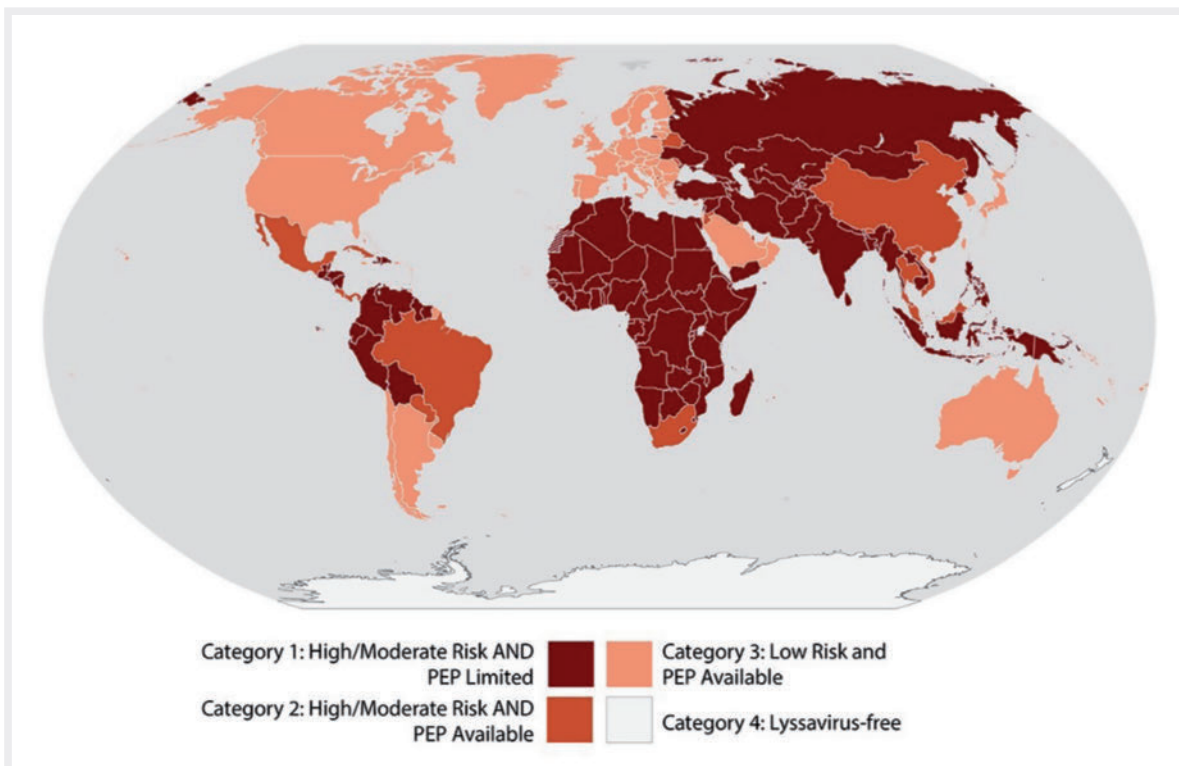 Category 1: High/Moderate Risk AND
PEP Limited
Category 2: High/Moderate Risk AND
PEP Available
Category 3: Low Risk and
PEP Available
Category 4: Lyssavirus-free